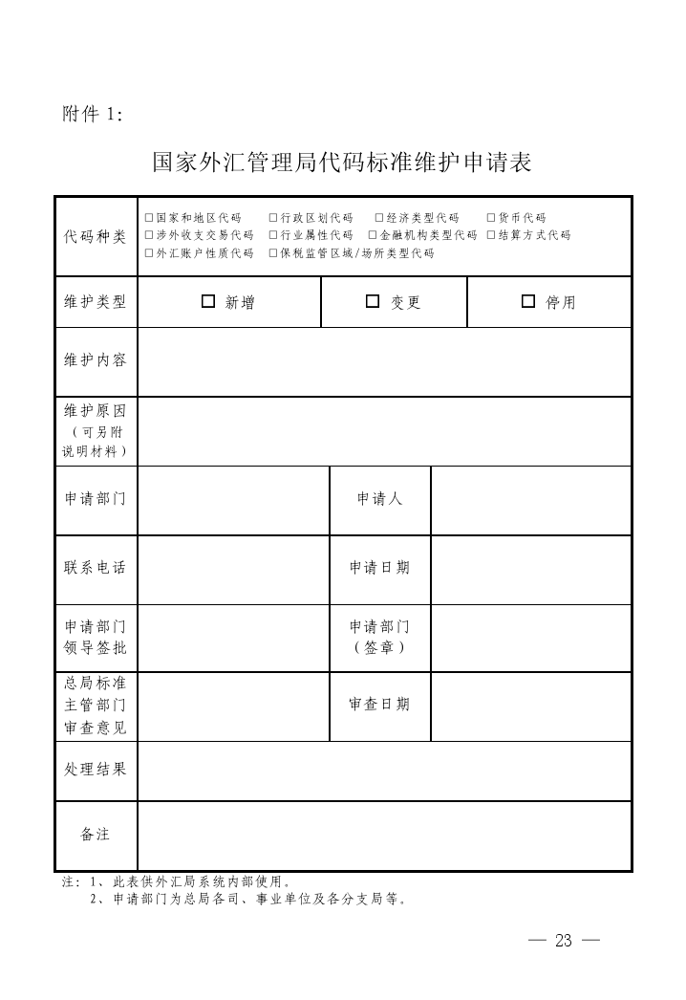 附件 1：
国家外汇管理局代码标准维护申请表
代码种类
□国家和地区代码 □行政区划代码 □经济类型代码 □货币代码
□涉外收支交易代码 □行业属性代码 □金融机构类型代码 □结算方式代码
□外汇账户性质代码 □保税监管区域/场所类型代码
维护类型 □ 新增 □ 变更 □ 停用
维护内容
维护原因
（可另附
说明材料）
申请部门 申请人
联系电话 申请日期
申请部门
领导签批
申请部门
（签章）
总局标准
主管部门
审查意见
审查日期
处理结果
备注
注：1、此表供外汇局系统内部使用。
2、申请部门为总局各司、事业单位及各分支局等。
— 23 —